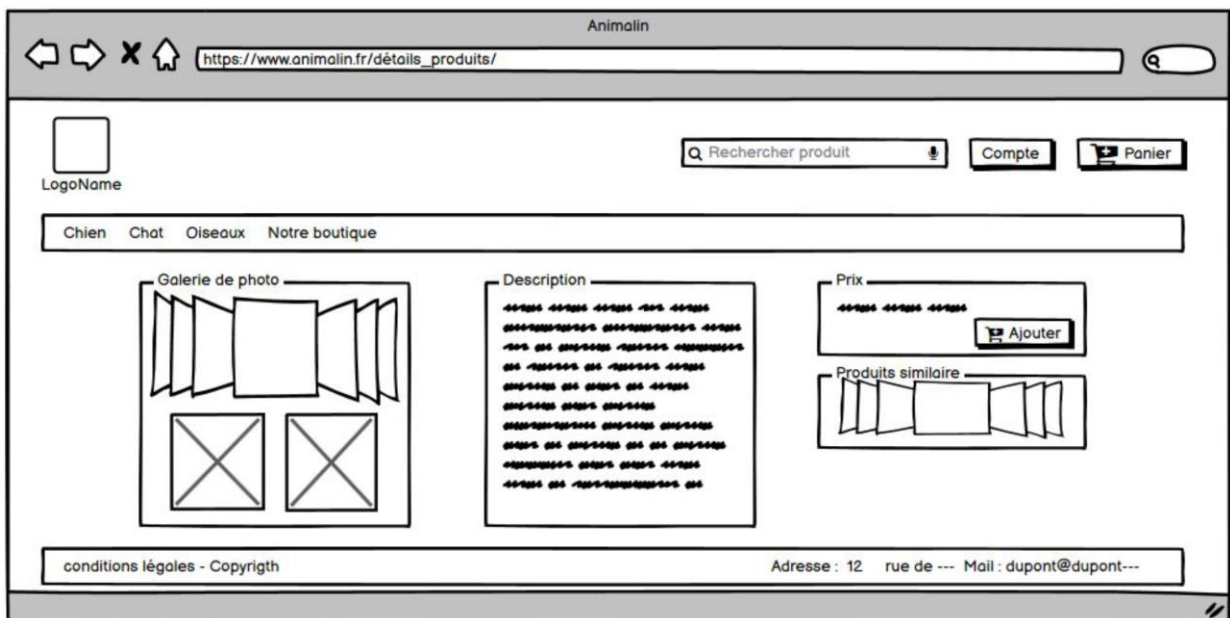 Animalin
https://www.animalin.fr/détails_produits/
Rechercher produit
Compte
Panier
LogoName
Chien Chat Oiseaux Notre boutique
Galerie de photo
Description
Prix
Ajouter
Produits similaire
conditions légales - Copyrigth
Adresse : 12 rue de --- Mail : dupont@dupont---